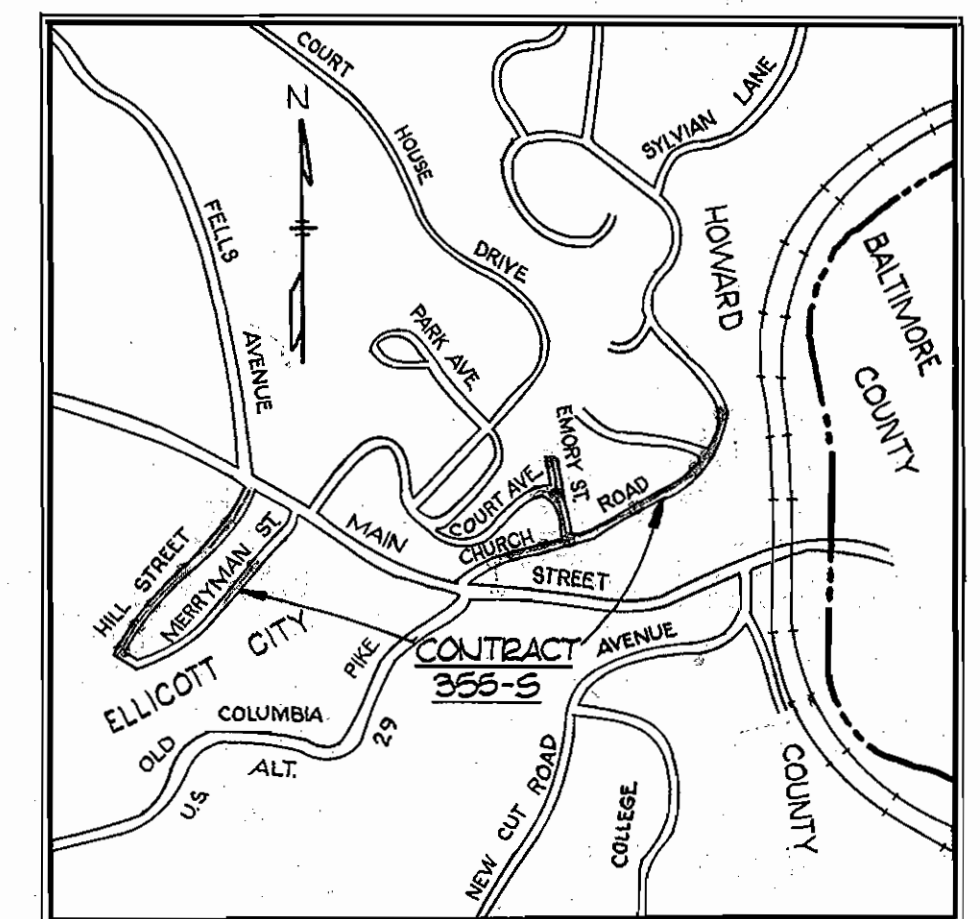 COURT HOUSE DRIVE
N
SYLVIAN LANE
FELLS AVENUE
HOWARD COUNTY
BALTIMORE COUNTY
PARK AVE.
EMORY ST.
COURT AVE.
CHURCH ROAD
MAIN STREET
HILL STREET
MERRYMAN ST.
ELLICOTT CITY
CONTRACT
355-S
AVENUE
OLD COLUMBIA PIKE
U.S. ALT. 29
NEW CUT ROAD
COLLEGE